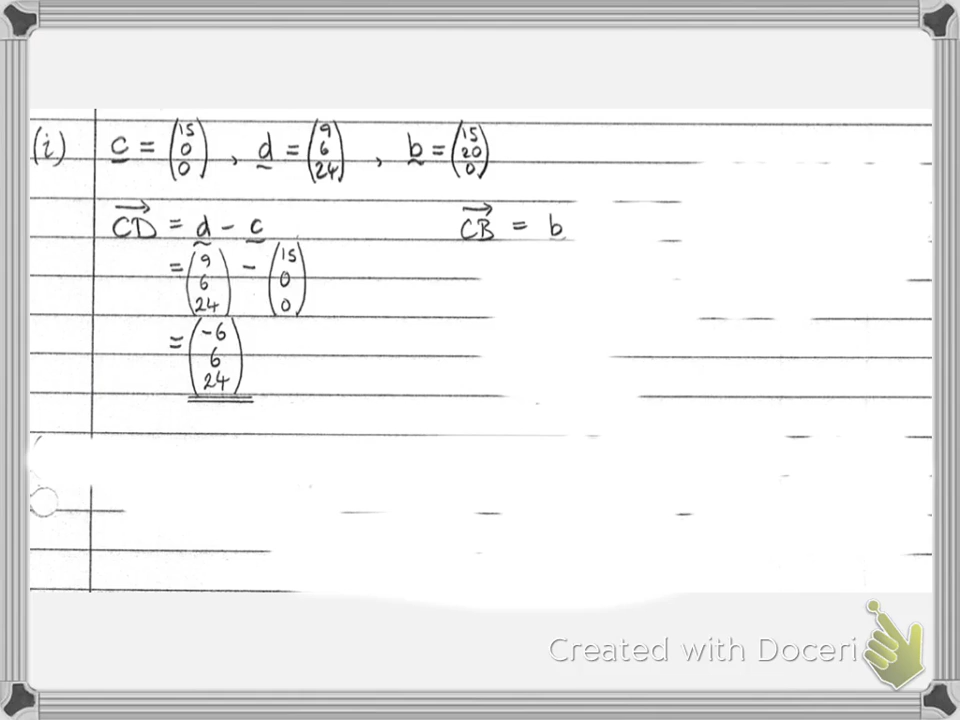 (i) c = (15 0 0) , d = (9 6 24) , b = (15 20 0)
CD = d - c CB = b
= (9 6 24) - (15 0 0)
= (-6 6 24)
Created with Doceri